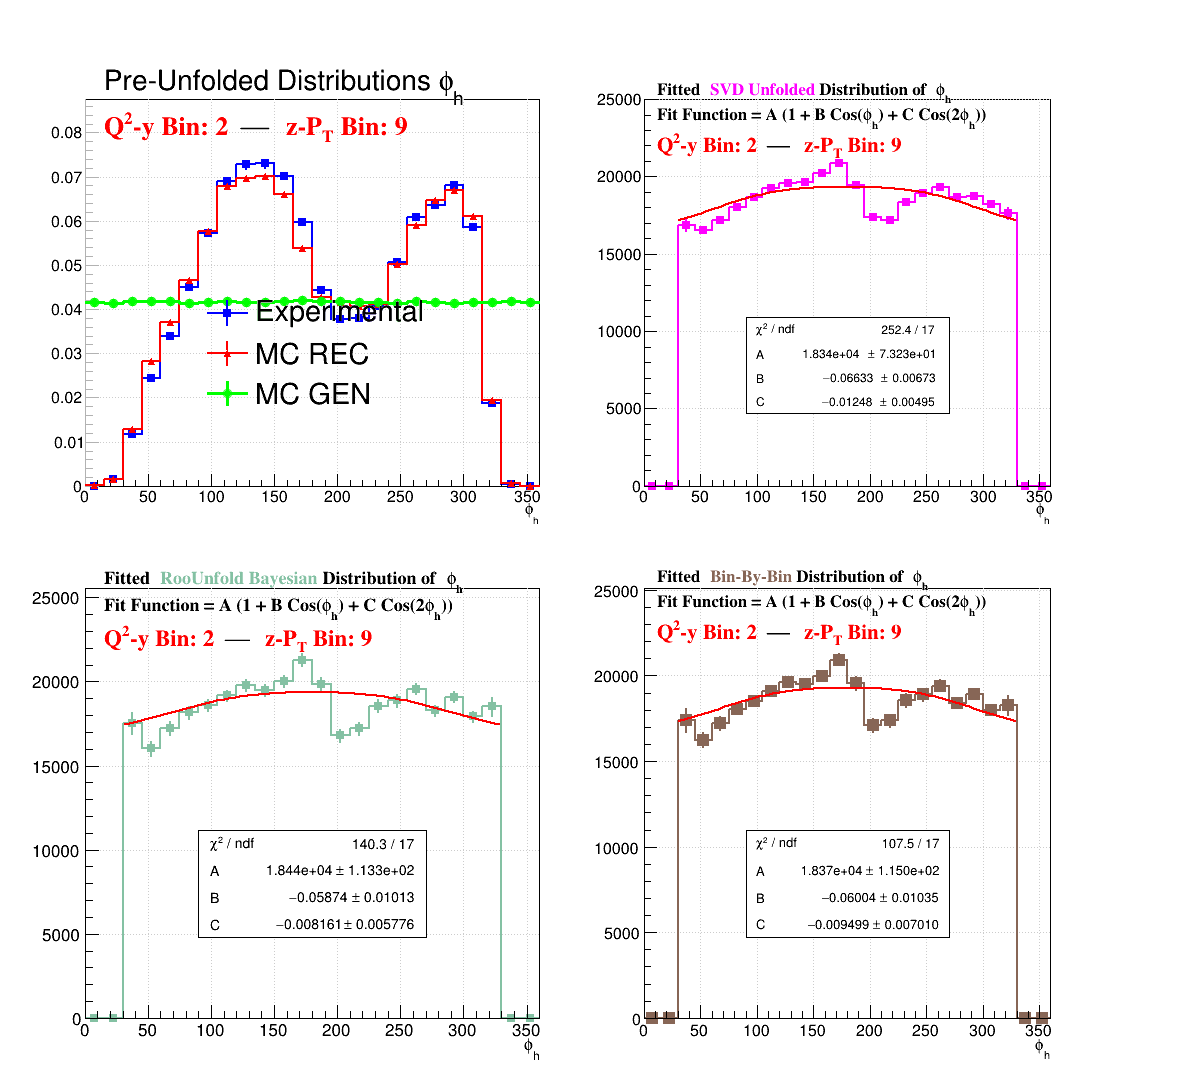 Pre-Unfolded Distributions ϕh
Q2-y Bin: 2 — z-PT Bin: 9
0.08
0.07
0.06
0.05
0.04
0.03
0.02
0.01
0
Experimental
MC REC
MC GEN
0 50 100 150 200 250 300 350
ϕh
Fitted SVD Unfolded Distribution of ϕh
Fit Function = A (1 + B Cos(ϕh) + C Cos(2ϕh))
Q2-y Bin: 2 — z-PT Bin: 9
25000
20000
15000
10000
5000
0
χ2 / ndf 252.4 / 17
A 1.834e+04 ± 7.323e+01
B −0.06633 ± 0.00673
C −0.01248 ± 0.00495
0 50 100 150 200 250 300 350
ϕh
Fitted RooUnfold Bayesian Distribution of ϕh
Fit Function = A (1 + B Cos(ϕh) + C Cos(2ϕh))
Q2-y Bin: 2 — z-PT Bin: 9
25000
20000
15000
10000
5000
0
χ2 / ndf 140.3 / 17
A 1.844e+04 ± 1.133e+02
B −0.05874 ± 0.01013
C −0.008161 ± 0.005776
0 50 100 150 200 250 300 350
ϕh
Fitted Bin-By-Bin Distribution of ϕh
Fit Function = A (1 + B Cos(ϕh) + C Cos(2ϕh))
Q2-y Bin: 2 — z-PT Bin: 9
25000
20000
15000
10000
5000
0
χ2 / ndf 107.5 / 17
A 1.837e+04 ± 1.150e+02
B −0.06004 ± 0.01035
C −0.009499 ± 0.007010
0 50 100 150 200 250 300 350
ϕh